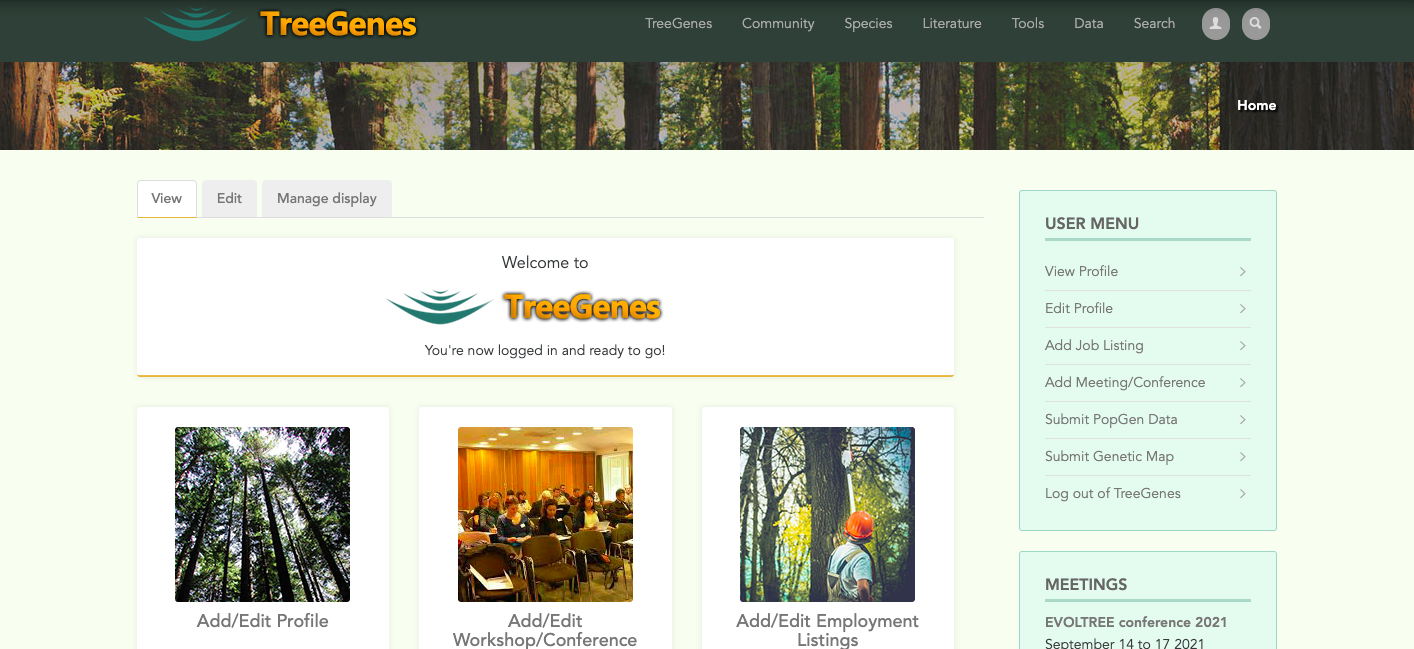 TreeGenes
TreeGenes Community Species Literature Tools Data Search
Home
View Edit Manage display
Welcome to
TreeGenes
You're now logged in and ready to go!
Add/Edit Profile
Add/Edit
Workshop/Conference
Add/Edit Employment
Listings
USER MENU
View Profile
Edit Profile
Add Job Listing
Add Meeting/Conference
Submit PopGen Data
Submit Genetic Map
Log out of TreeGenes
MEETINGS
EVOLTREE conference 2021
September 14 to 17 2021